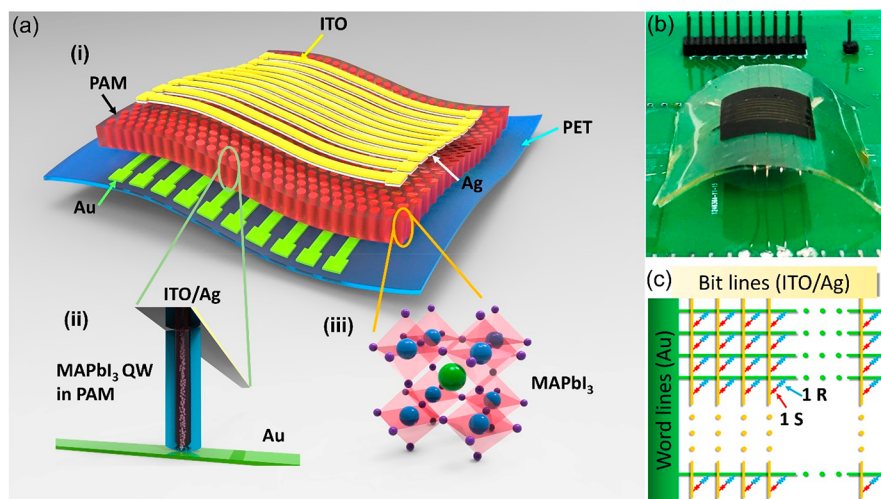 (a)
(i)
ITO
PAM
PET
Ag
Au
(ii)
ITO/Ag
MAPbI₃ QW
in PAM
Au
(iii)
MAPbI₃
(b)
(c)
Bit lines (ITO/Ag)
Word lines (Au)
1 R
1 S